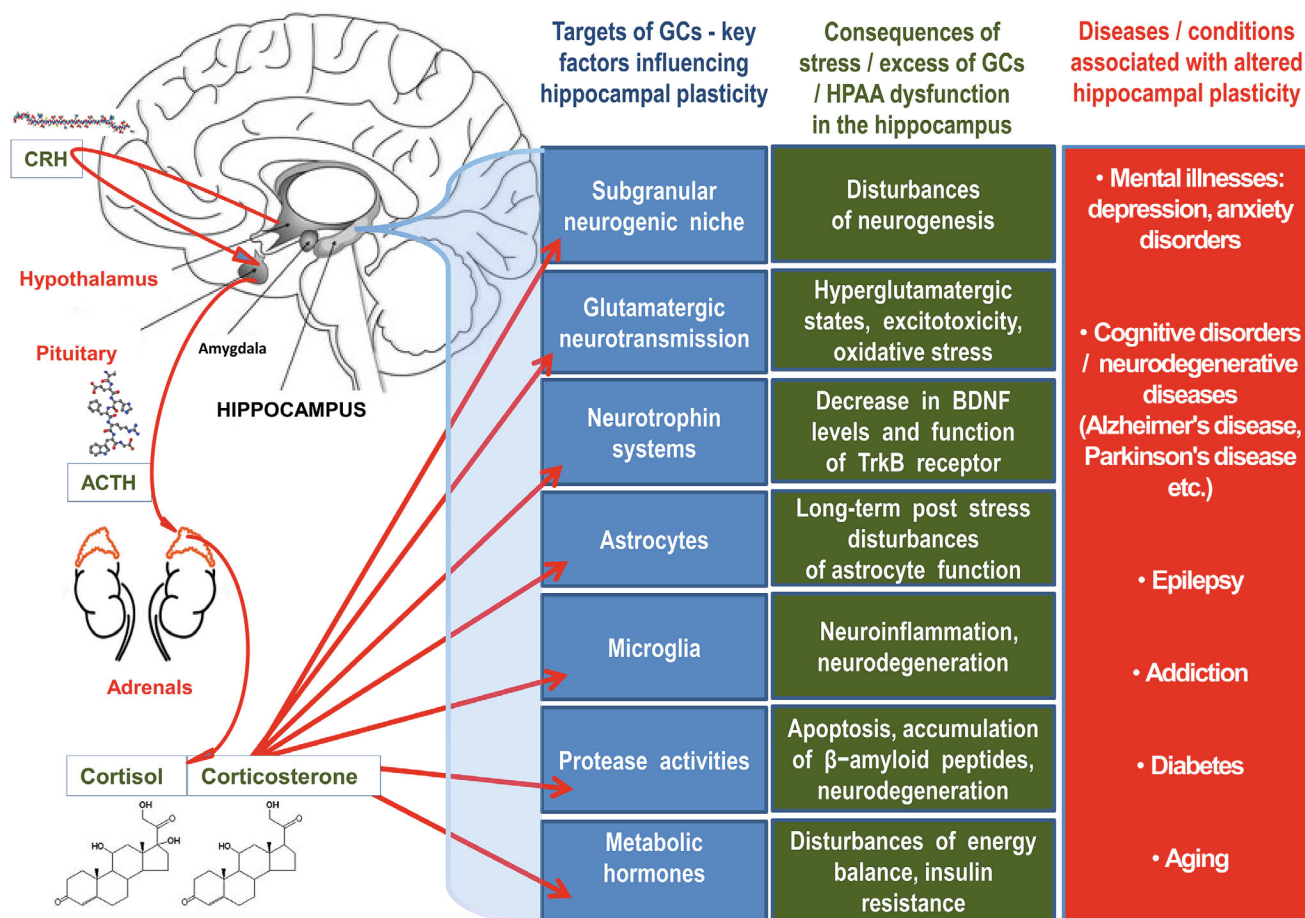 Targets of GCs - key
factors influencing
hippocampal plasticity
Consequences of
stress / excess of GCs
/ HPAA dysfunction
in the hippocampus
Diseases / conditions
associated with altered
hippocampal plasticity
CRH
Hypothalamus
Pituitary
Amygdala
HIPPOCAMPUS
ACTH
Adrenals
Cortisol
Corticosterone
OH
O
OH
HO
O
OH
O
HO
O
Subgranular
neurogenic niche
Disturbances
of neurogenesis
Glutamatergic
neurotransmission
Hyperglutamatergic
states, excitotoxicity,
oxidative stress
Neurotrophin
systems
Decrease in BDNF
levels and function
of TrkB receptor
Astrocytes
Long-term post stress
disturbances
of astrocyte function
Microglia
Neuroinflammation,
neurodegeneration
Protease activities
Apoptosis, accumulation
of β-amyloid peptides,
neurodegeneration
Metabolic
hormones
Disturbances of energy
balance, insulin
resistance
• Mental illnesses:
depression, anxiety
disorders
• Cognitive disorders
/ neurodegenerative
diseases
(Alzheimer's disease,
Parkinson's disease
etc.)
• Epilepsy
• Addiction
• Diabetes
• Aging